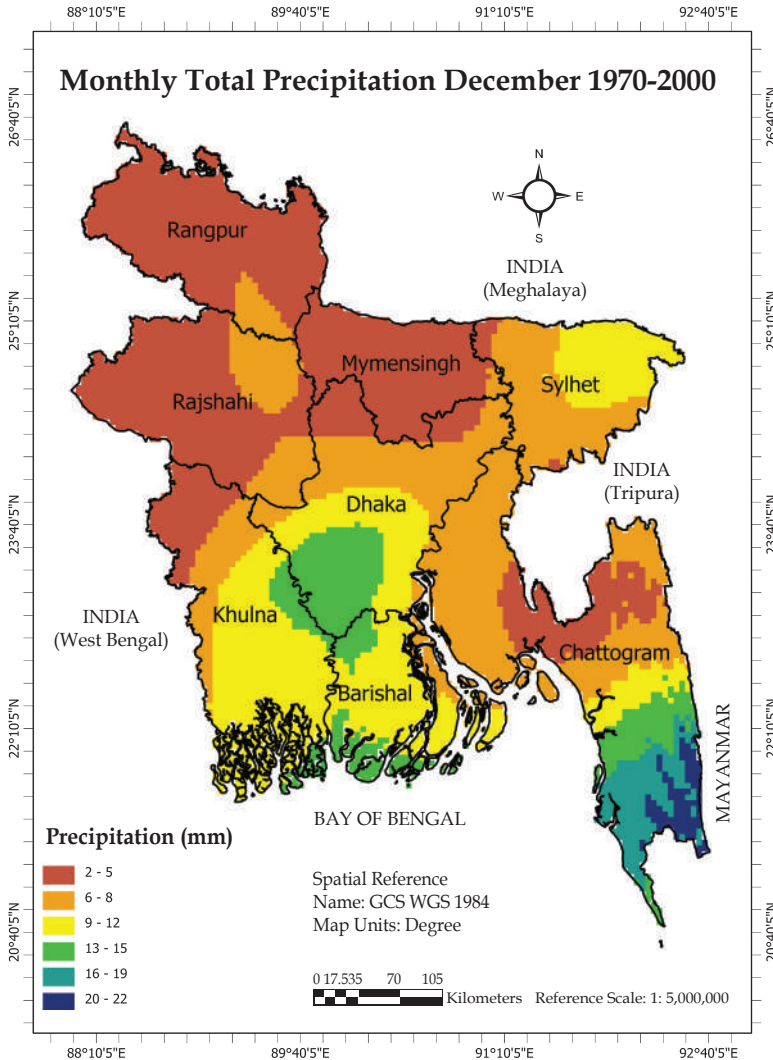 88°10'5"E 89°40'5"E 91°10'5"E 92°40'5"E
Monthly Total Precipitation December 1970-2000
26°40'5"N 26°40'5"N
N
W E
S
Rangpur
INDIA
(Meghalaya)
25°10'5"N 25°10'5"N
Mymensingh
Sylhet
Rajshahi
INDIA
(Tripura)
Dhaka
23°40'5"N 23°40'5"N
INDIA
(West Bengal)
Khulna
Chattogram
Barishal
22°10'5"N 22°10'5"N
MAYANMAR
BAY OF BENGAL
Precipitation (mm)
2 - 5
6 - 8
9 - 12
13 - 15
16 - 19
20 - 22
Spatial Reference
Name: GCS WGS 1984
Map Units: Degree
20°40'5"N 20°40'5"N
0 17.535 70 105
Kilometers Reference Scale: 1: 5,000,000
88°10'5"E 89°40'5"E 91°10'5"E 92°40'5"E